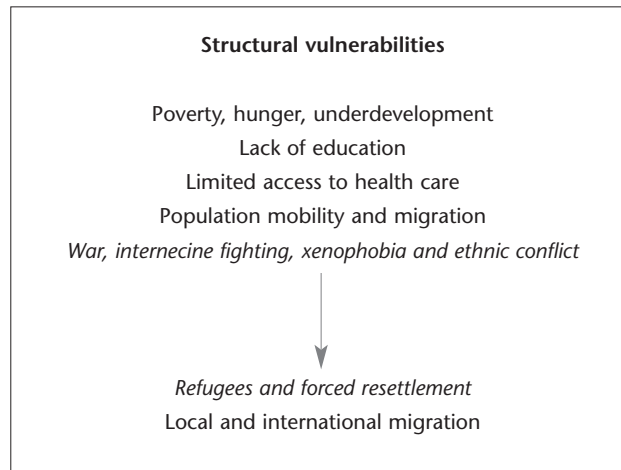 Structural vulnerabilities
Poverty, hunger, underdevelopment
Lack of education
Limited access to health care
Population mobility and migration
War, internecine fighting, xenophobia and ethnic conflict
Refugees and forced resettlement
Local and international migration